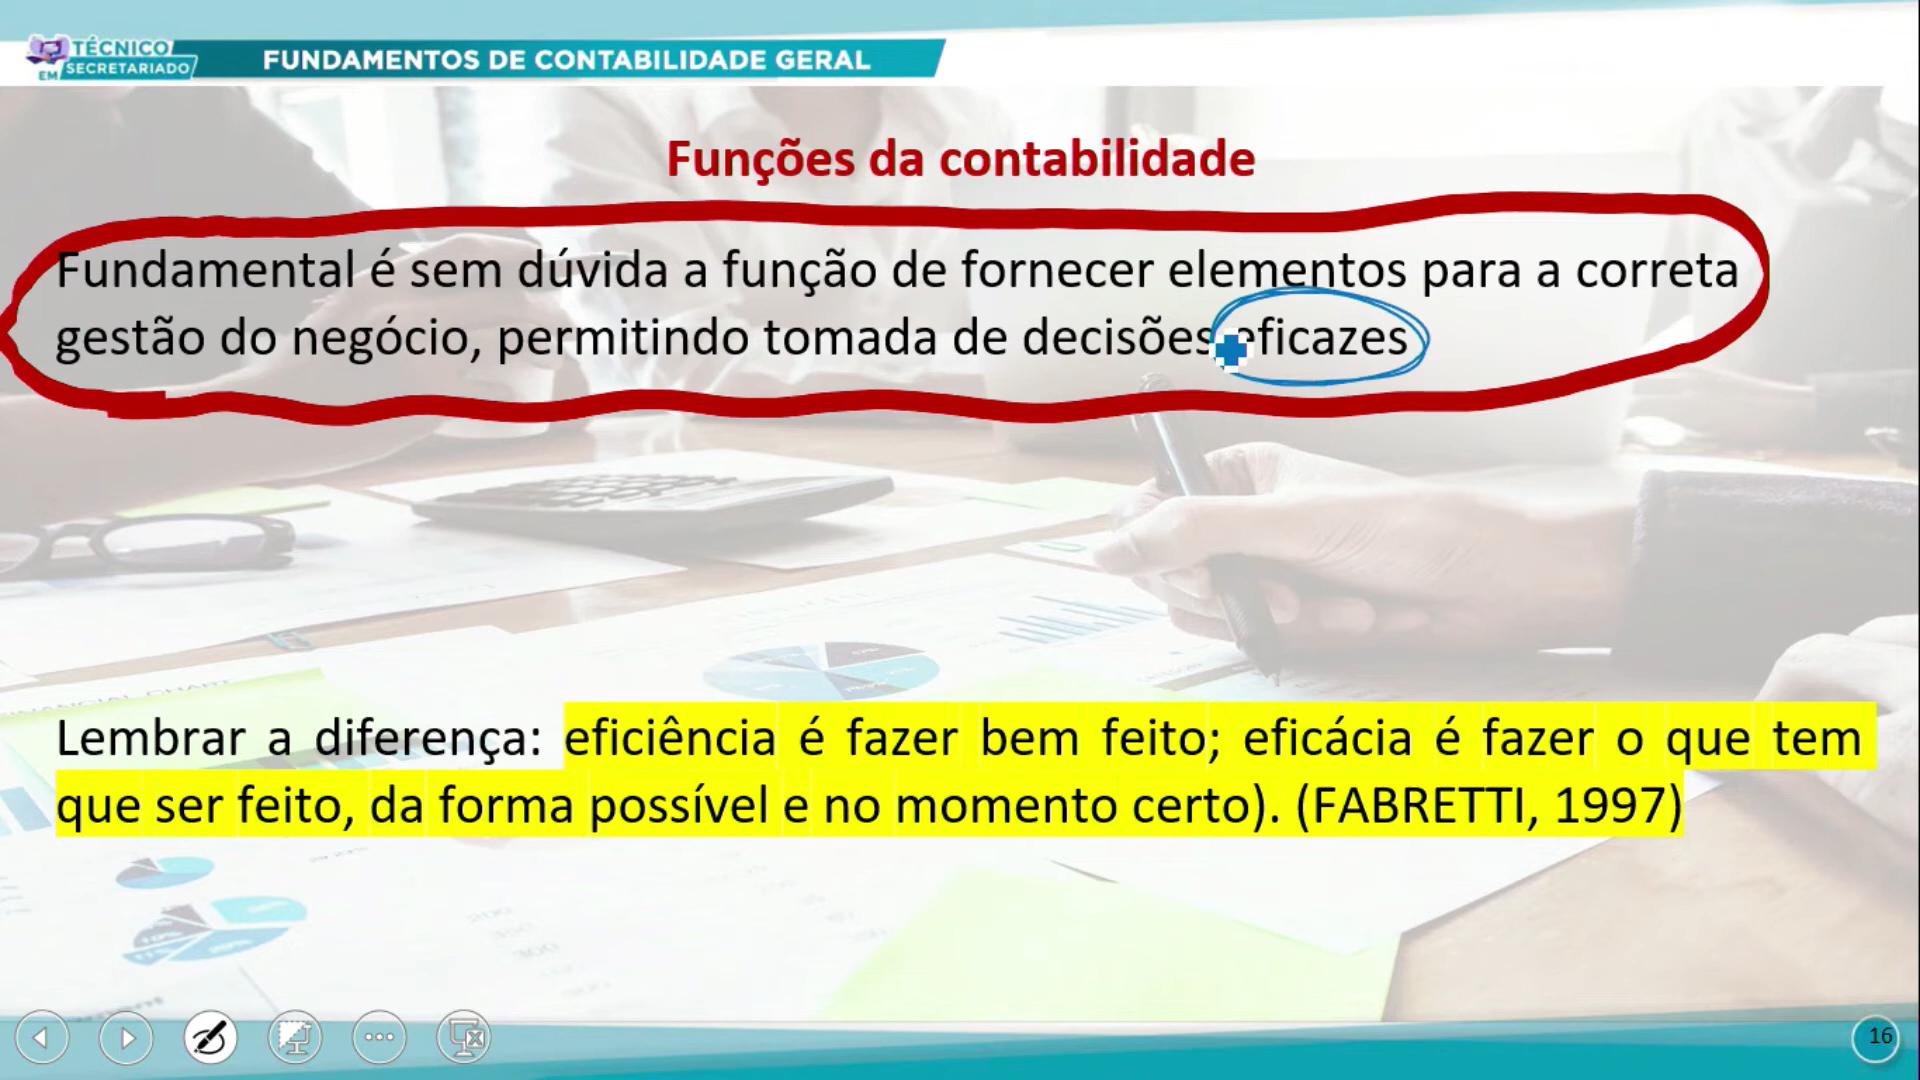 TÉCNICO
EM SECRETARIADO
FUNDAMENTOS DE CONTABILIDADE GERAL
Funções da contabilidade
Fundamental é sem dúvida a função de fornecer elementos para a correta
gestão do negócio, permitindo tomada de decisões eficazes
Lembrar a diferença: eficiência é fazer bem feito; eficácia é fazer o que tem
que ser feito, da forma possível e no momento certo). (FABRETTI, 1997)
16